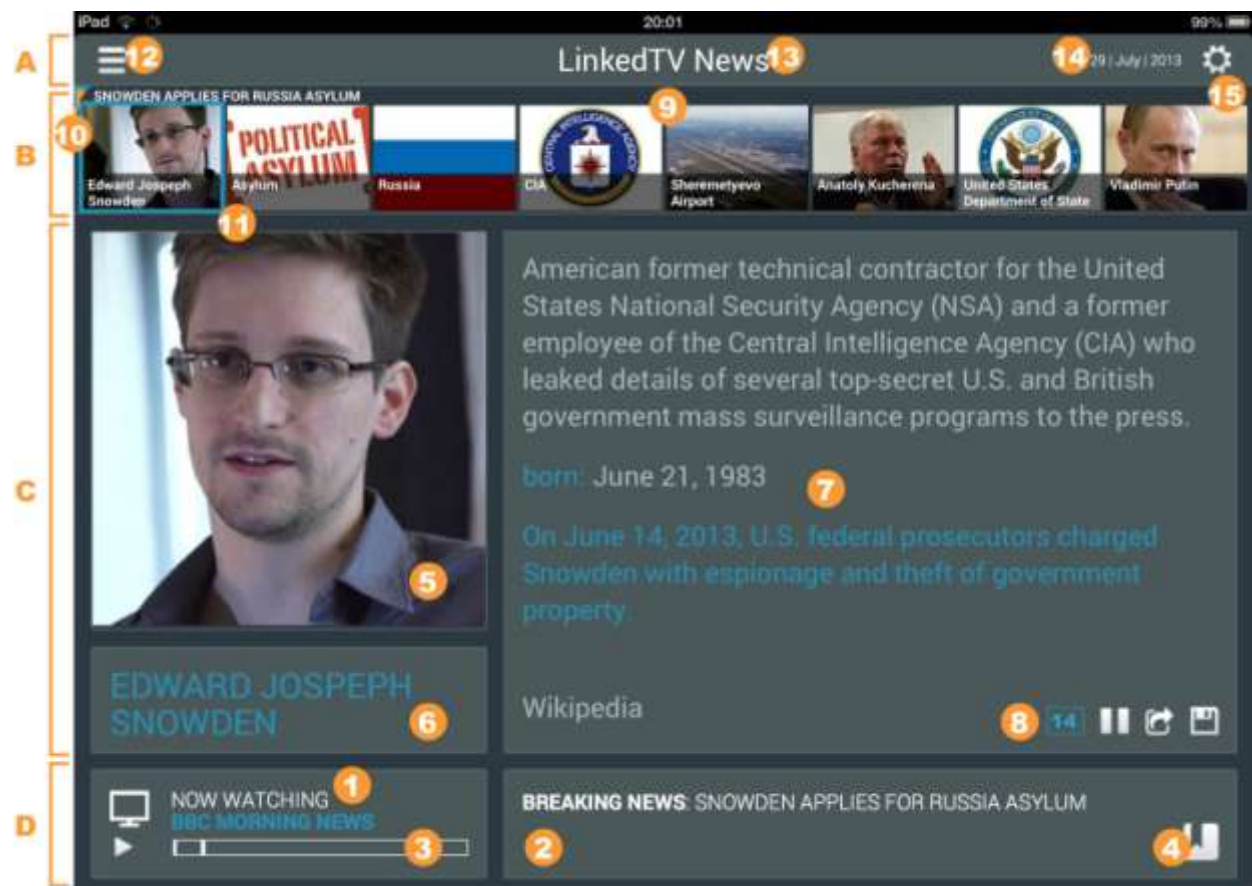 iPad 20:01 99%
A 12 LinkedTV News 13 14 29 | July | 2013
15
SNOWDEN APPLIES FOR RUSSIA ASYLUM
9
B 10
POLITICAL
ASYLUM
CENTRAL INTELLIGENCE AGENCY
Edward Jospeph
Snowden
Asylum
Russia
CIA
Sheremetyevo
Airport
Anatoly Kucherena
United States
Department of State
Vladimir Putin
11
American former technical contractor for the United
States National Security Agency (NSA) and a former
employee of the Central Intelligence Agency (CIA) who
leaked details of several top-secret U.S. and British
government mass surveillance programs to the press.
C
born: June 21, 1983 7
On June 14, 2013, U.S. federal prosecutors charged
Snowden with espionage and theft of government
property.
5
EDWARD JOSPEPH
SNOWDEN 6
Wikipedia 8 14
D
NOW WATCHING 1
BBC MORNING NEWS
3
BREAKING NEWS: SNOWDEN APPLIES FOR RUSSIA ASYLUM
2 4